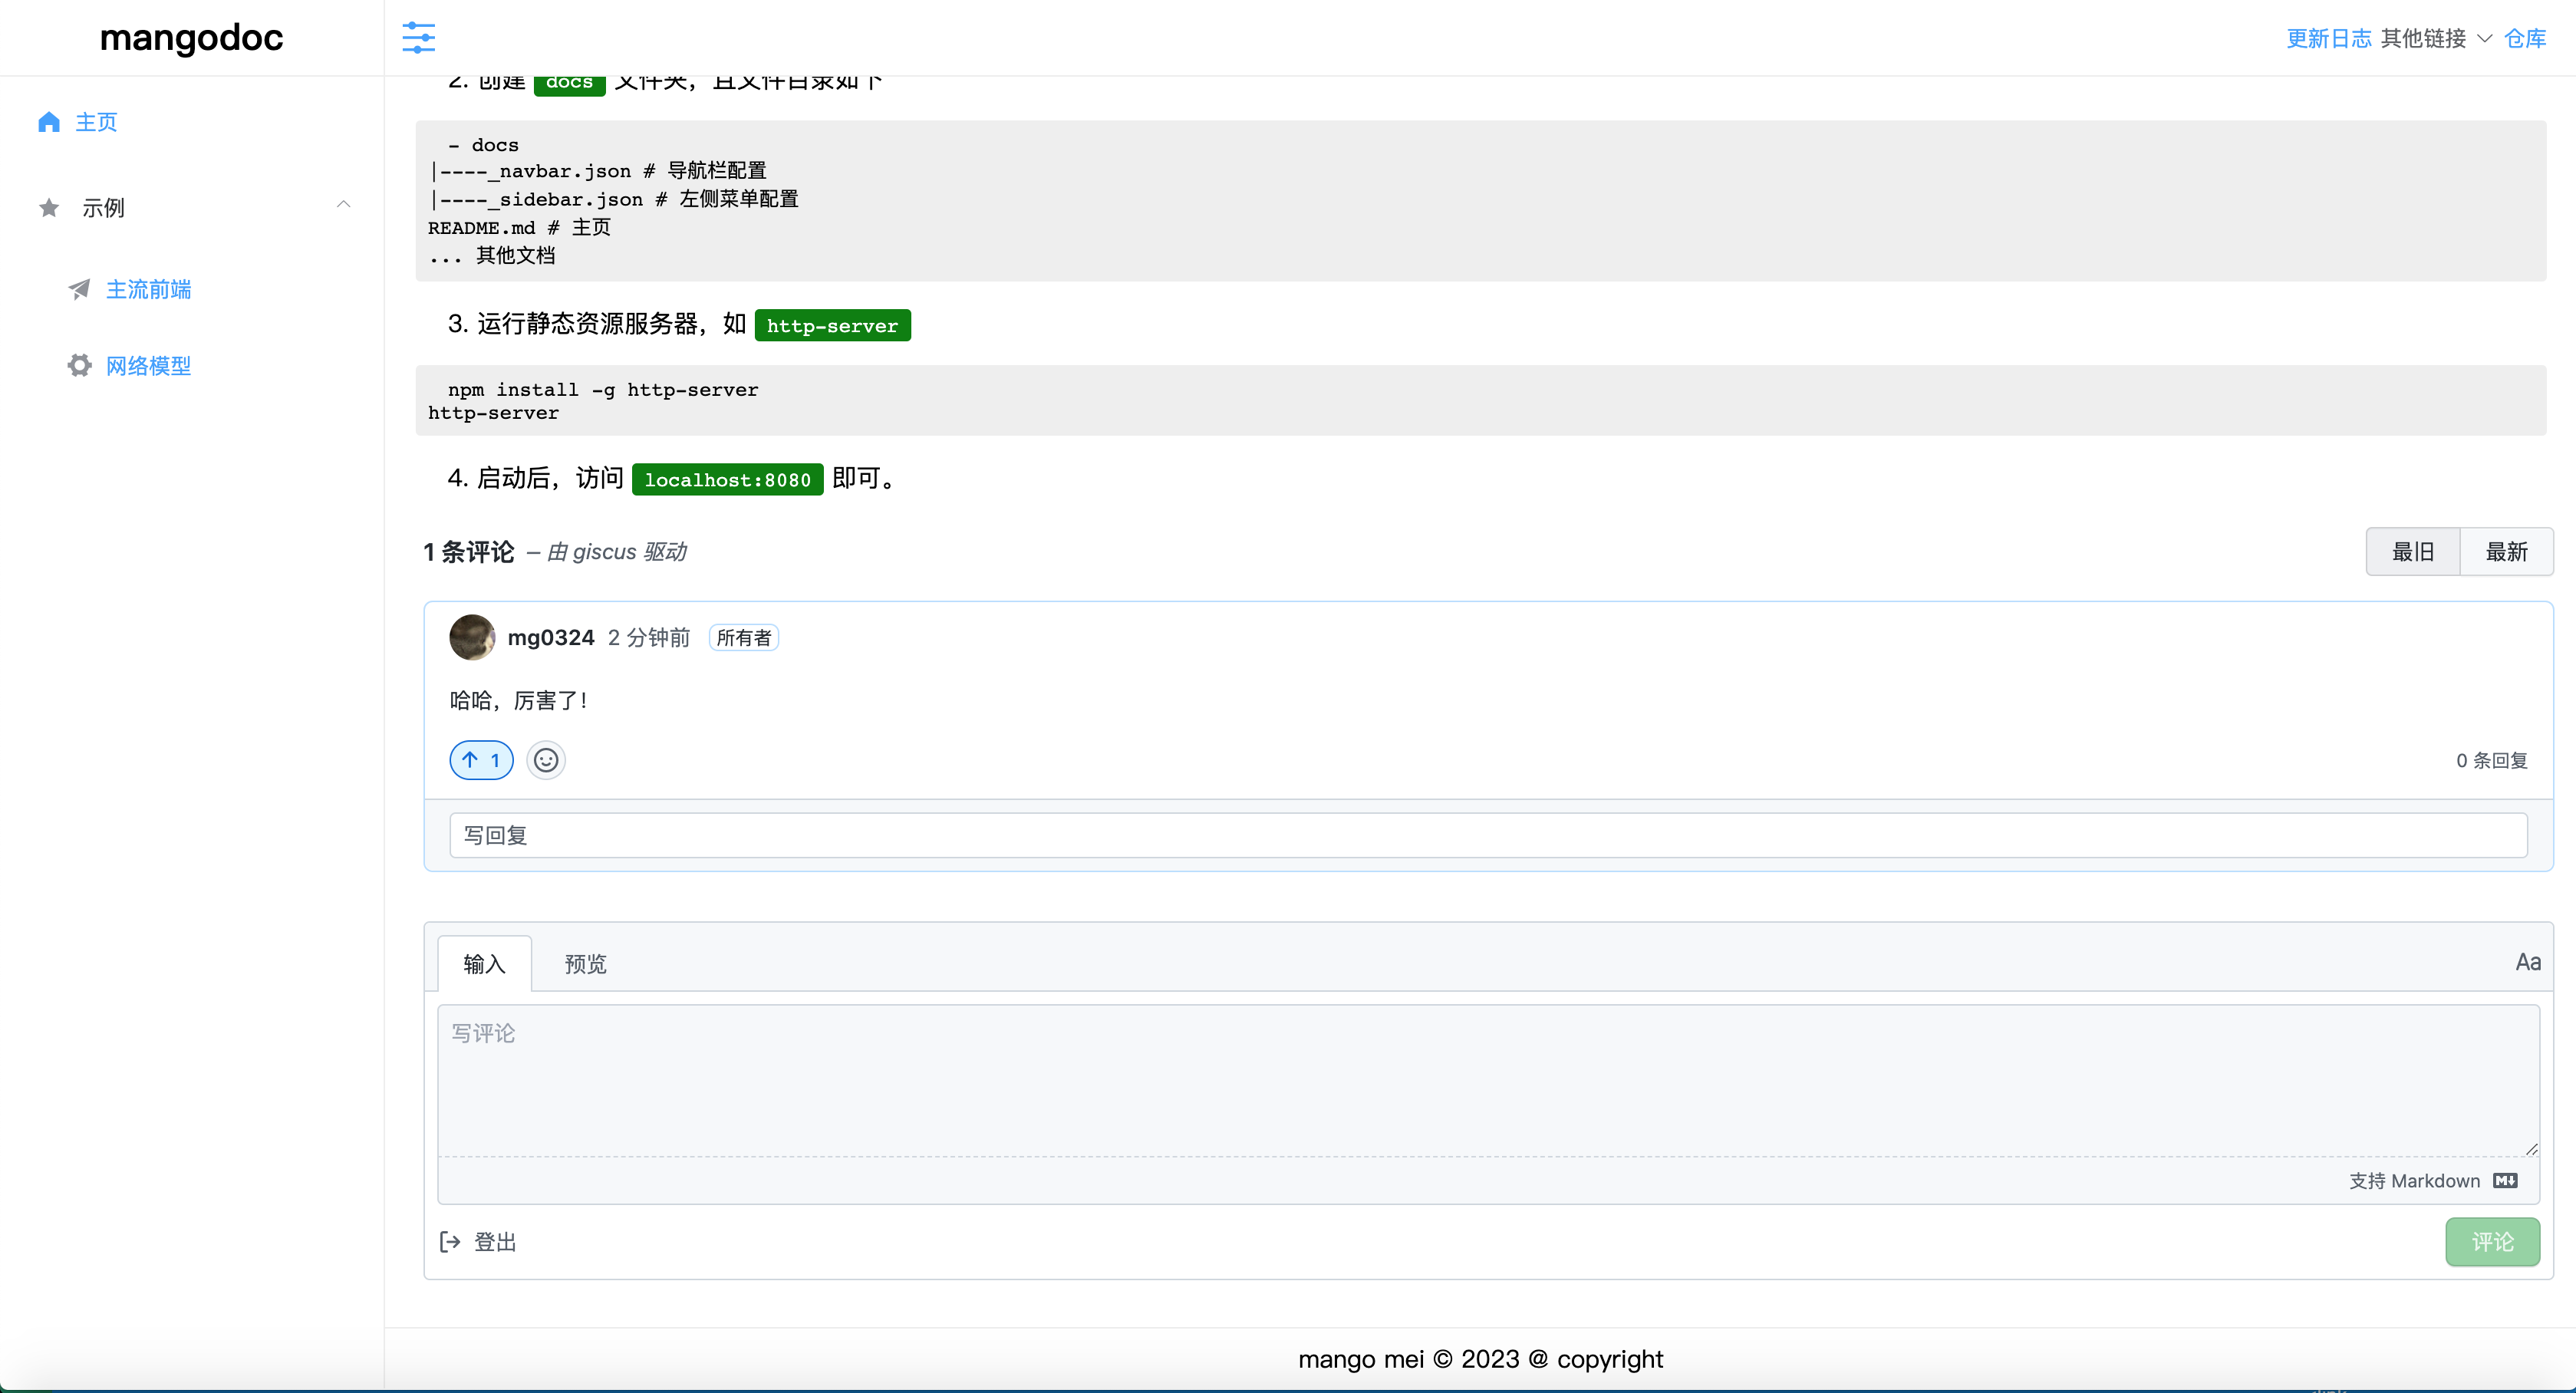 mangodoc
更新日志 其他链接 仓库
主页
示例
主流前端
网络模型
2. 创建 docs 文件夹，且文件目录如下
- docs
|----_navbar.json # 导航栏配置
|----_sidebar.json # 左侧菜单配置
README.md # 主页
... 其他文档
3. 运行静态资源服务器，如 http-server
npm install -g http-server
http-server
4. 启动后，访问 localhost:8080 即可。
1 条评论 – 由 giscus 驱动
最旧 最新
mg0324 2 分钟前 所有者
哈哈，厉害了！
↑ 1
0 条回复
写回复
输入 预览 Aa
写评论
支持 Markdown M↓
登出
评论
mango mei © 2023 @ copyright